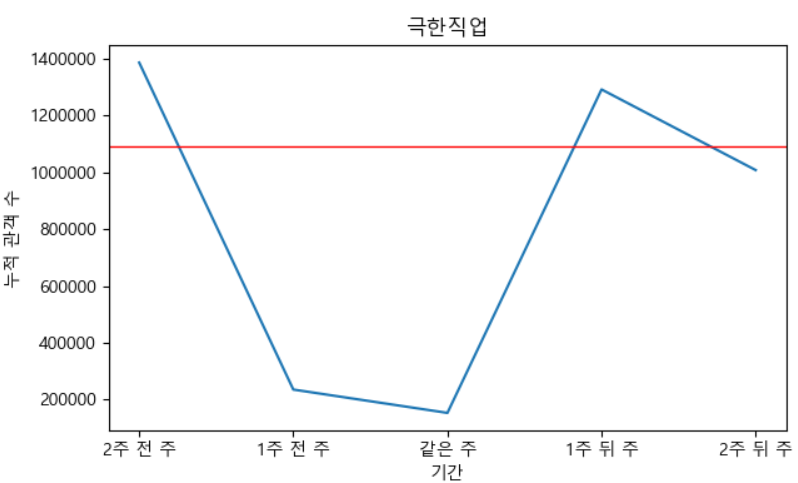 극한직업
누적 관객 수
1400000
1200000
1000000
800000
600000
400000
200000
2주 전 주
1주 전 주
같은 주
1주 뒤 주
2주 뒤 주
기간